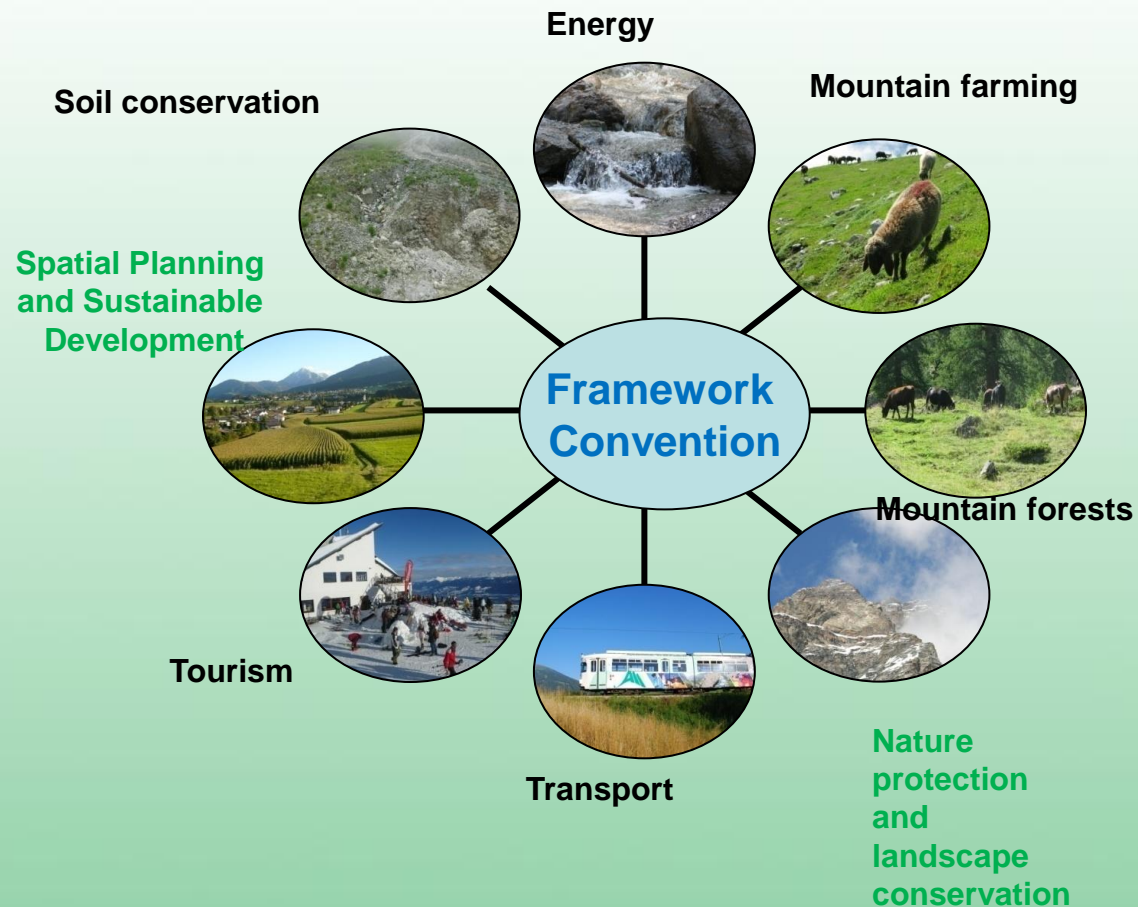 Energy
Mountain farming
Soil conservation
Spatial Planning
and Sustainable
Development
Framework
Convention
Mountain forests
Tourism
Transport
Nature
protection
and
landscape
conservation